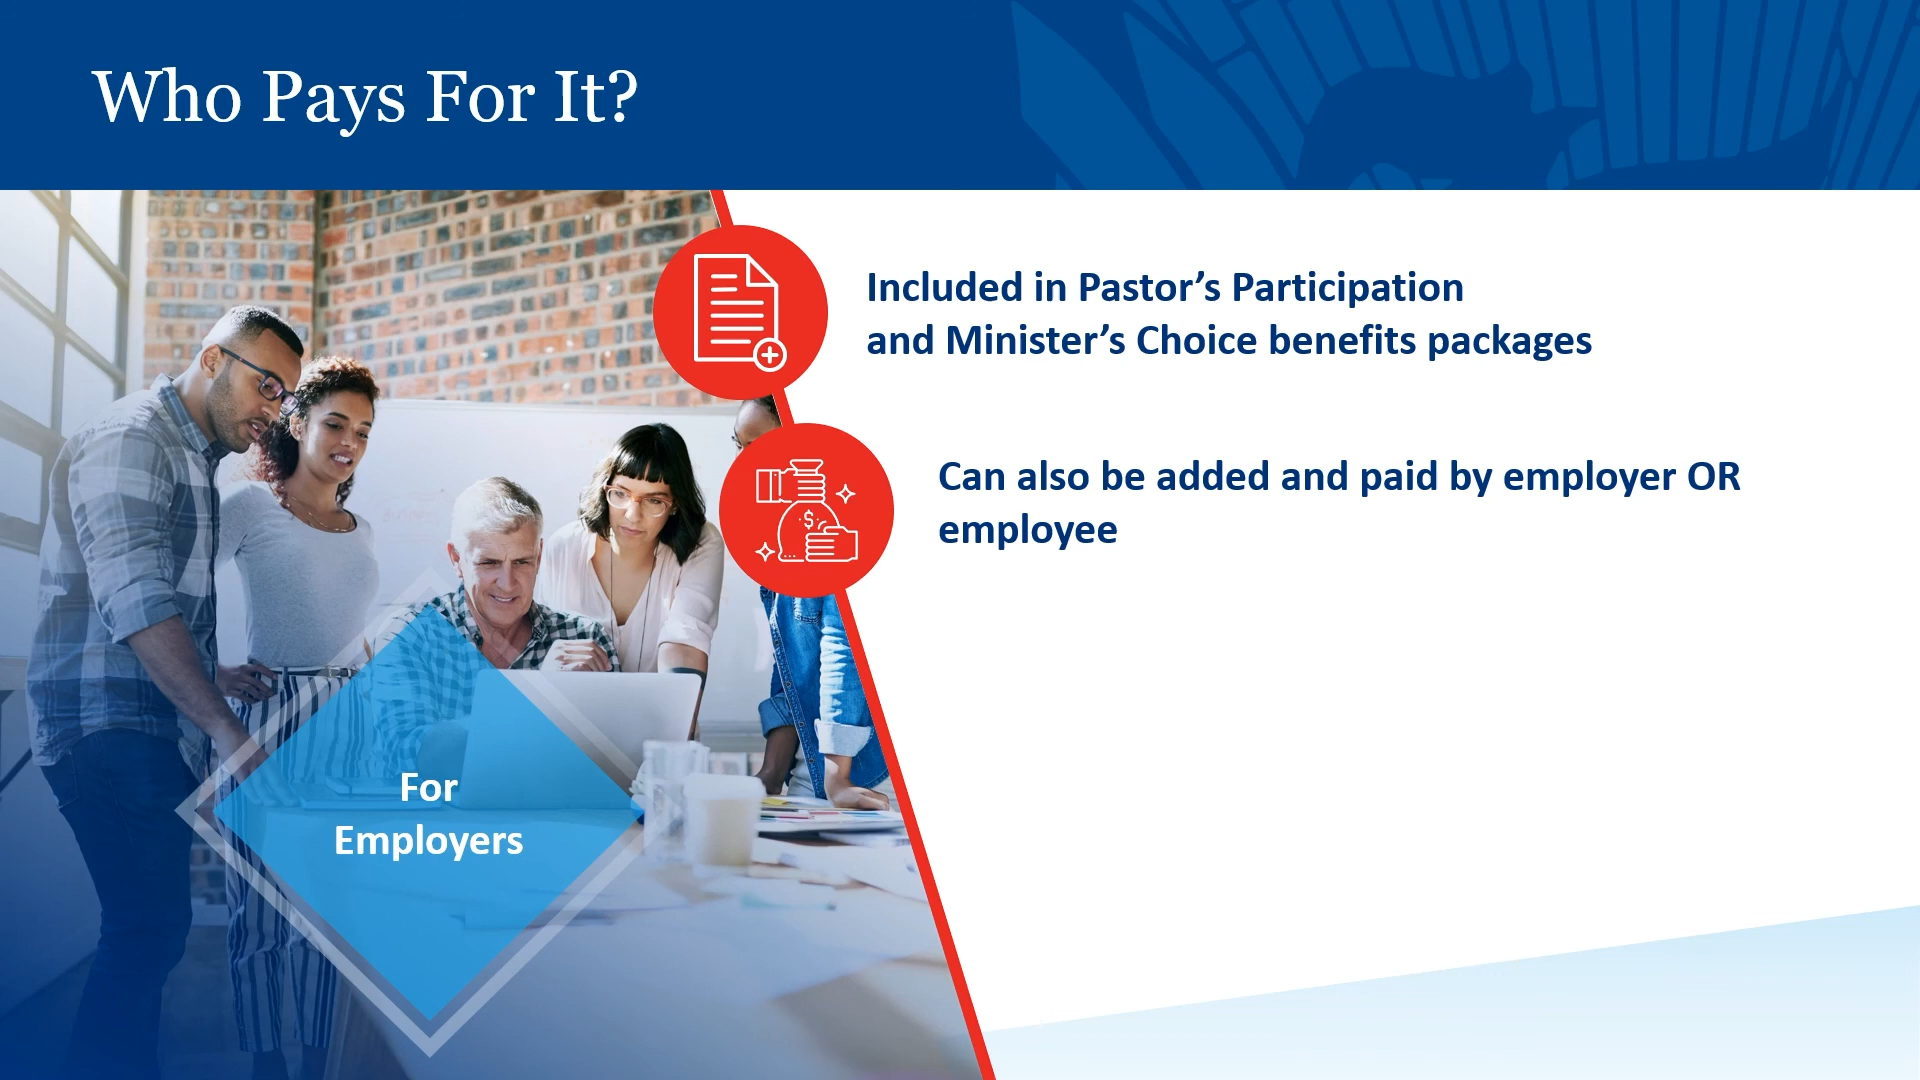 Who Pays For It?
Included in Pastor’s Participation
and Minister’s Choice benefits packages
Can also be added and paid by employer OR
employee
For
Employers